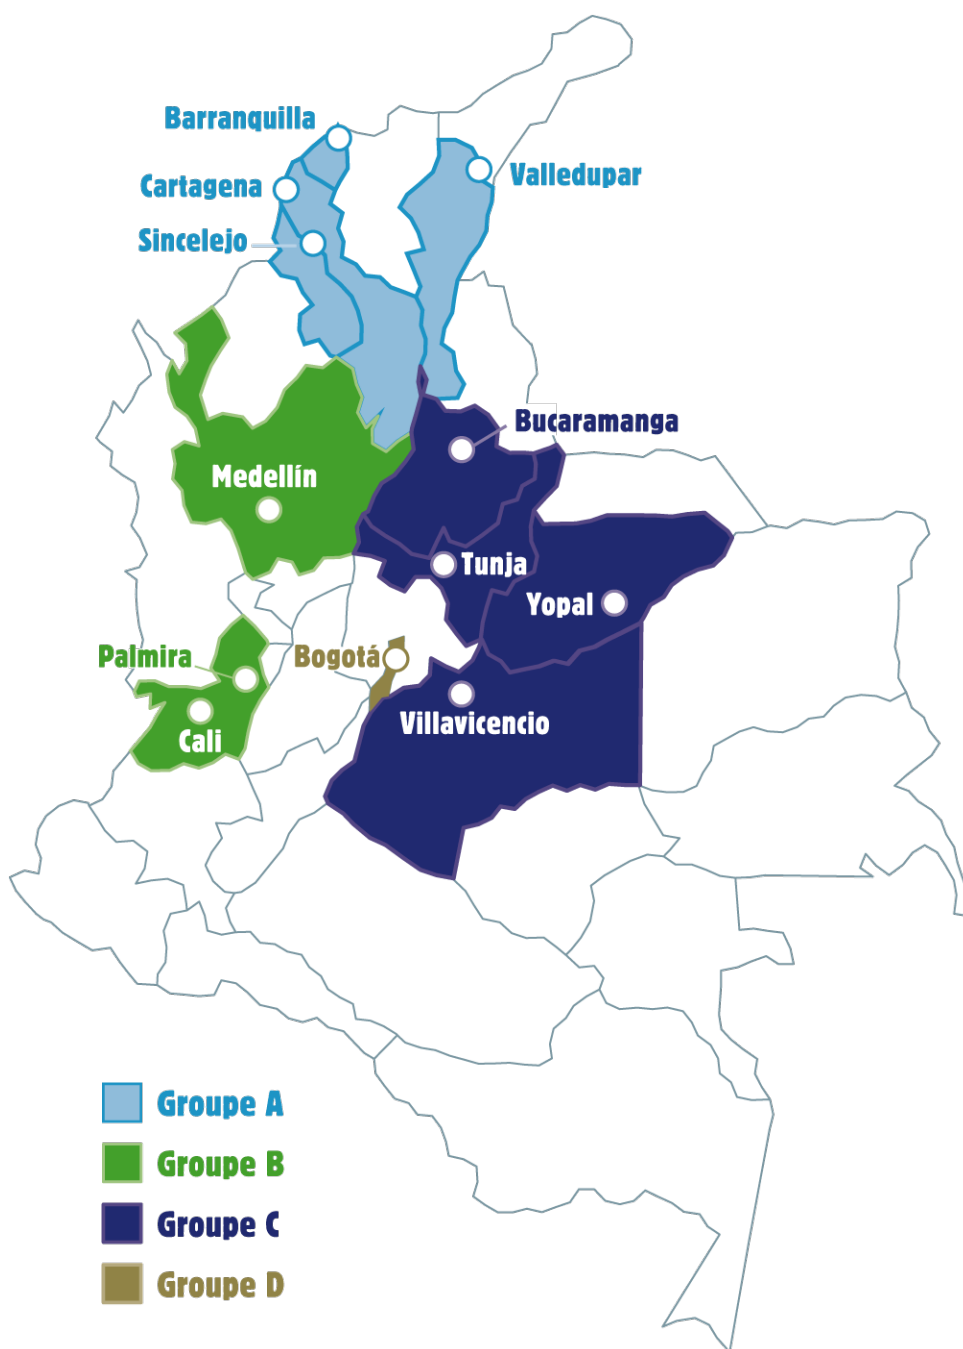 Barranquilla
Valledupar
Cartagena
Sincelejo
Bucaramanga
Medellín
Tunja
Yopal
Palmira
Bogotá
Villavicencio
Cali
Groupe A
Groupe B
Groupe C
Groupe D